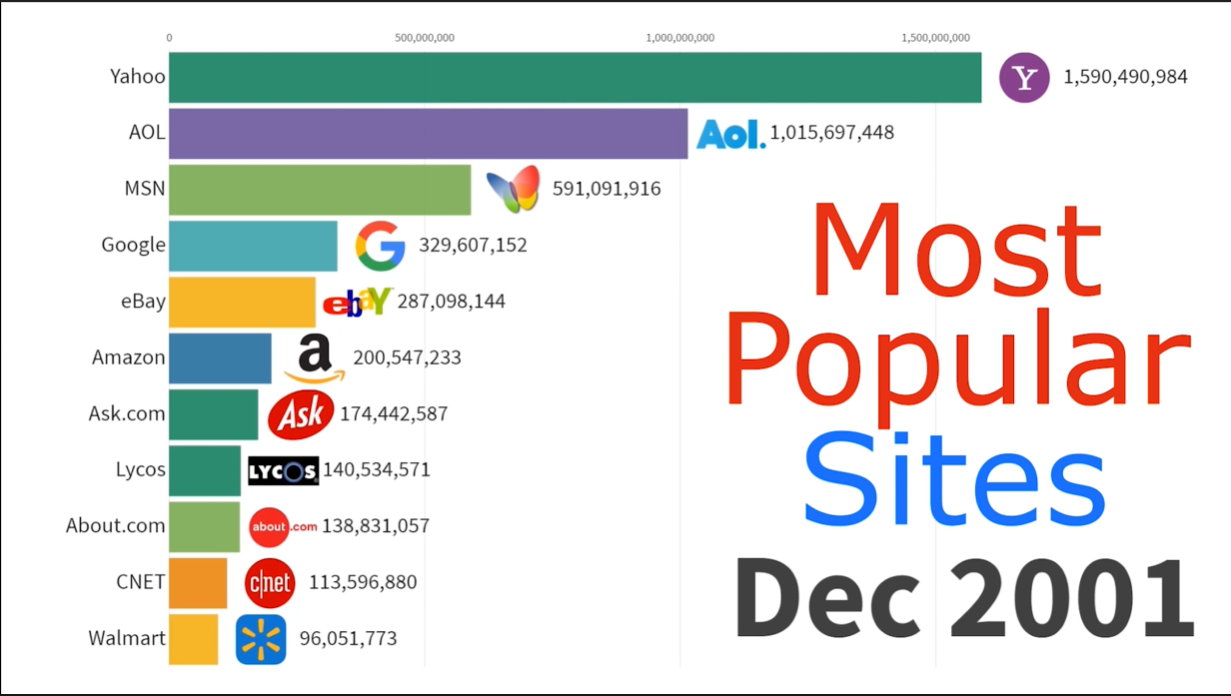 0 500,000,000 1,000,000,000 1,500,000,000
Yahoo Y 1,590,490,984
AOL Aol. 1,015,697,448
MSN 591,091,916
Google G 329,607,152
eBay ebaY 287,098,144
Amazon a 200,547,233
Ask.com Ask 174,442,587
Lycos LYCOS 140,534,571
About.com about.com 138,831,057
CNET c|net 113,596,880
Walmart 96,051,773
Most
Popular
Sites
Dec 2001